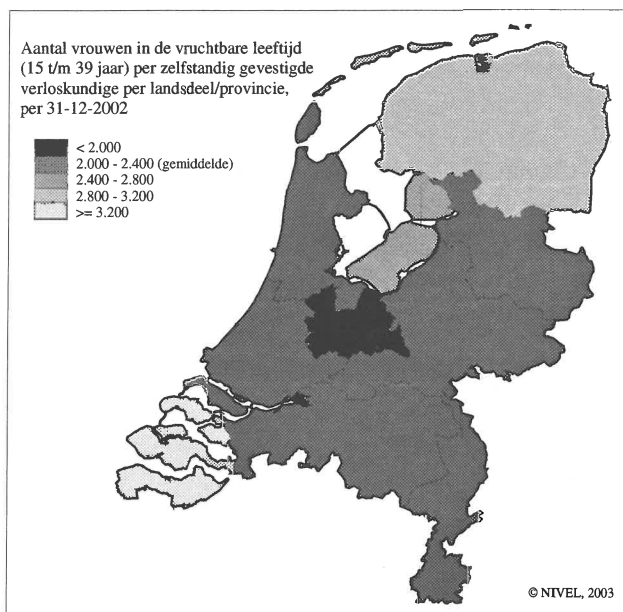 Aantal vrouwen in de vruchtbare leeftijd
(15 t/m 39 jaar) per zelfstandig gevestigde
verloskundige per landsdeel/provincie,
per 31-12-2002
< 2.000
2.000 - 2.400 (gemiddelde)
2.400 - 2.800
2.800 - 3.200
>= 3.200
© NIVEL, 2003